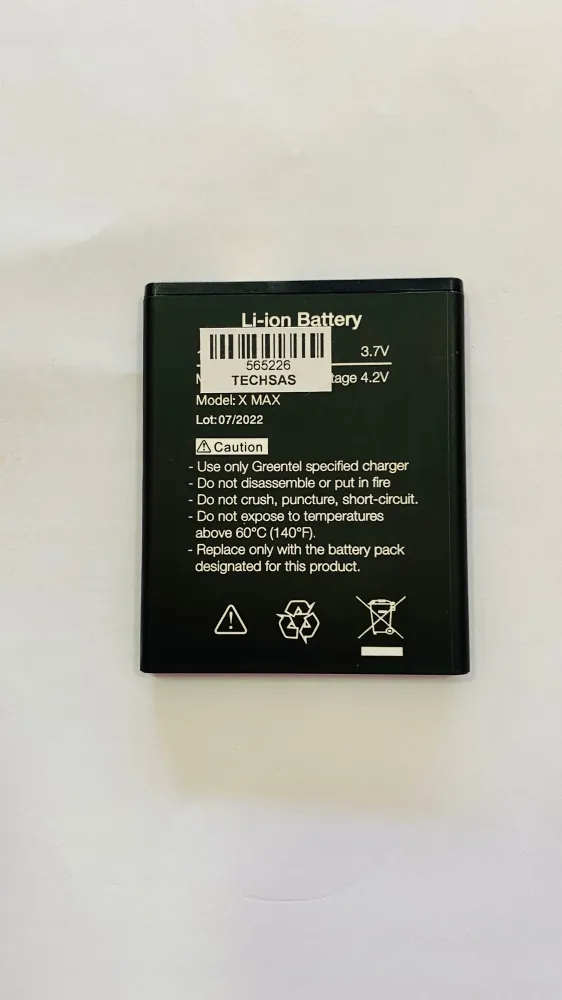 Li-ion Battery
3.7V
565226
TECHSAS
tage 4.2V
Model: X MAX
Lot: 07/2022
Caution
- Use only Greentel specified charger
- Do not disassemble or put in fire
- Do not crush, puncture, short-circuit.
- Do not expose to temperatures
above 60°C (140°F).
- Replace only with the battery pack
designated for this product.